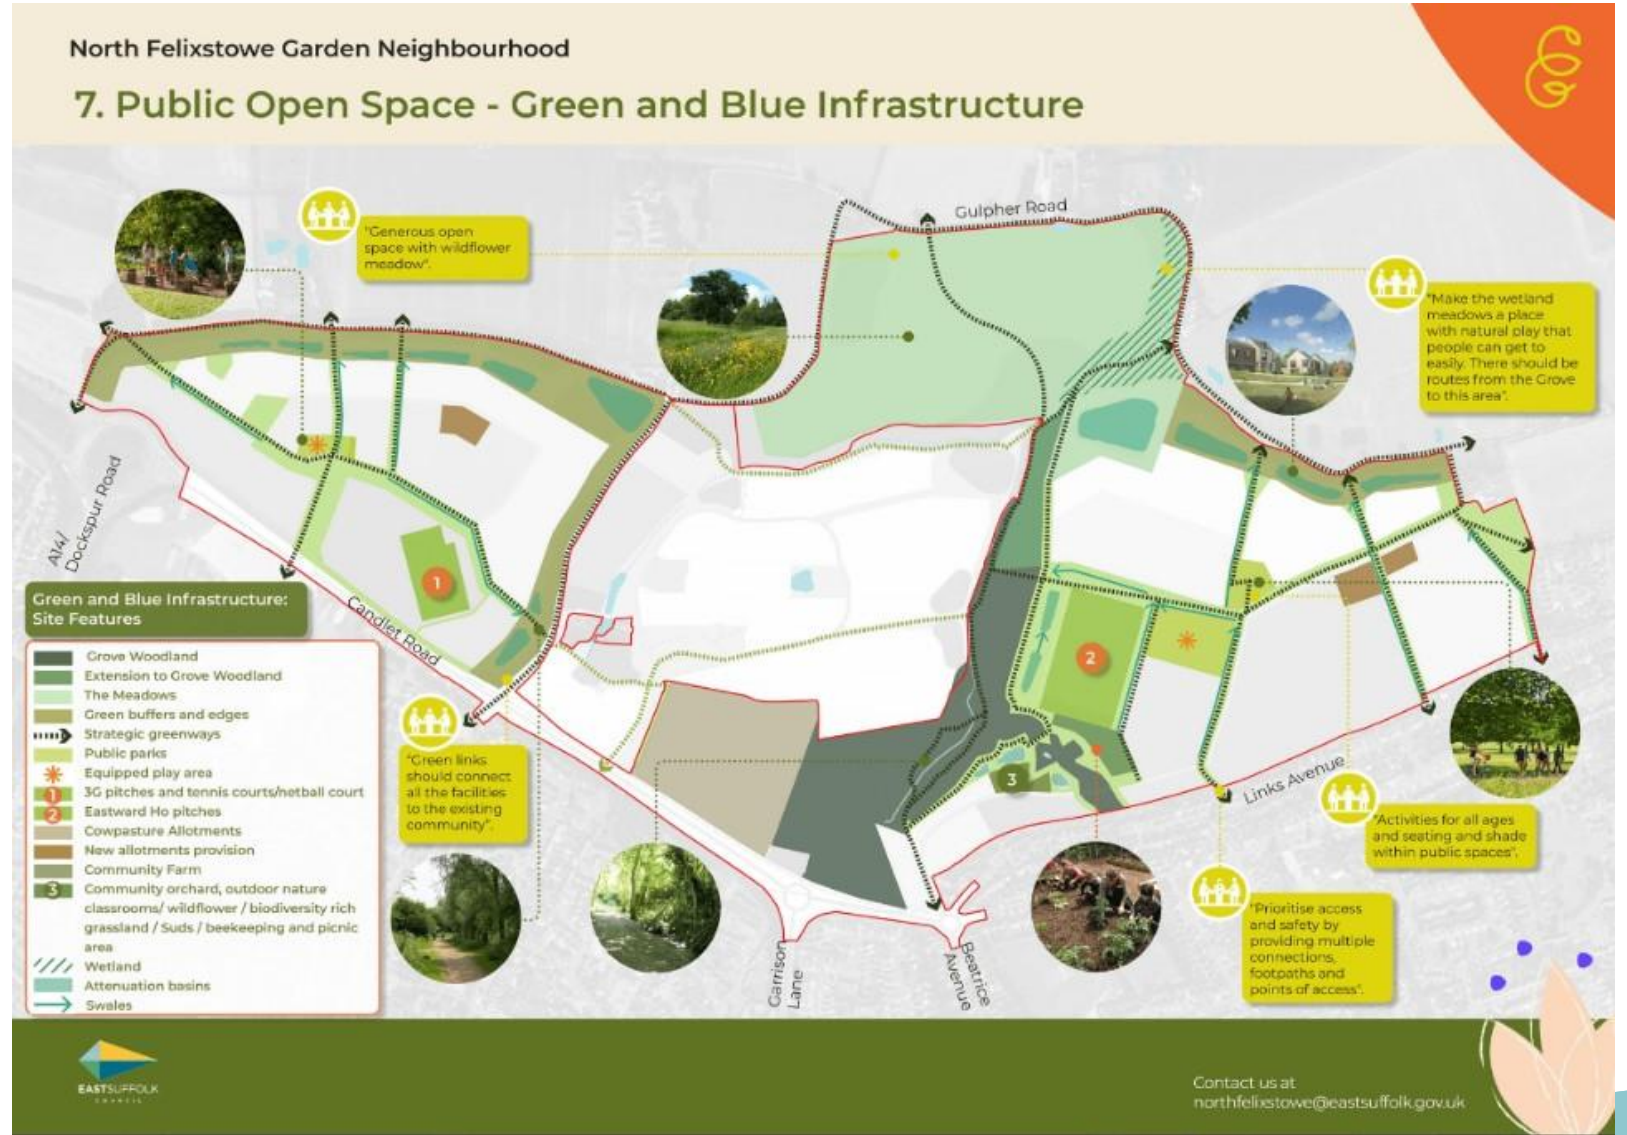 North Felixstowe Garden Neighbourhood
7. Public Open Space - Green and Blue Infrastructure
Gulpher Road
"Generous open
space with wildflower
meadow".
"Make the wetland
meadows a place
with natural play that
people can get to
easily. There should be
routes from the Grove
to this area".
A14/
Dockspur Road
Candlet Road
1
2
3
Green and Blue Infrastructure:
Site Features
Grove Woodland
Extension to Grove Woodland
The Meadows
Green buffers and edges
Strategic greenways
Public parks
Equipped play area
1 3G pitches and tennis courts/netball court
2 Eastward Ho pitches
Cowpasture Allotments
New allotments provision
Community Farm
3 Community orchard, outdoor nature
classrooms/ wildflower / biodiversity rich
grassland / Suds / beekeeping and picnic
area
Wetland
Attenuation basins
Swales
"Green links
should connect
all the facilities
to the existing
community".
Links Avenue
"Activities for all ages
and seating and shade
within public spaces".
"Prioritise access
and safety by
providing multiple
connections,
footpaths and
points of access".
Garrison
Lane
Beatrice
Avenue
EASTSUFFOLK
COUNCIL
Contact us at
northfelixstowe@eastsuffolk.gov.uk